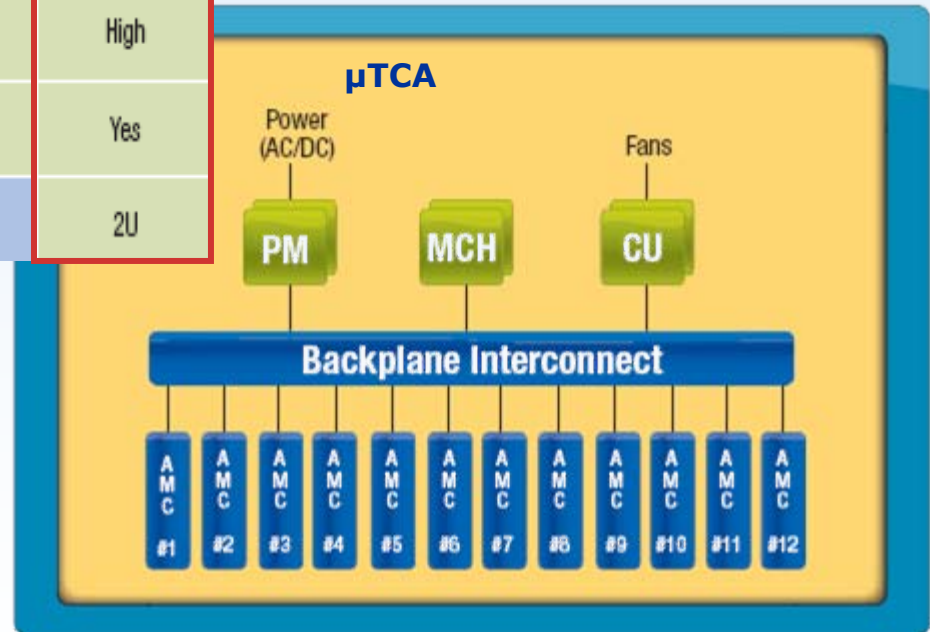 High
Yes
2U
µTCA
Power
(AC/DC)
Fans
PM
MCH
CU
Backplane Interconnect
AMC #1
AMC #2
AMC #3
AMC #4
AMC #5
AMC #6
AMC #7
AMC #8
AMC #9
AMC #10
AMC #11
AMC #12